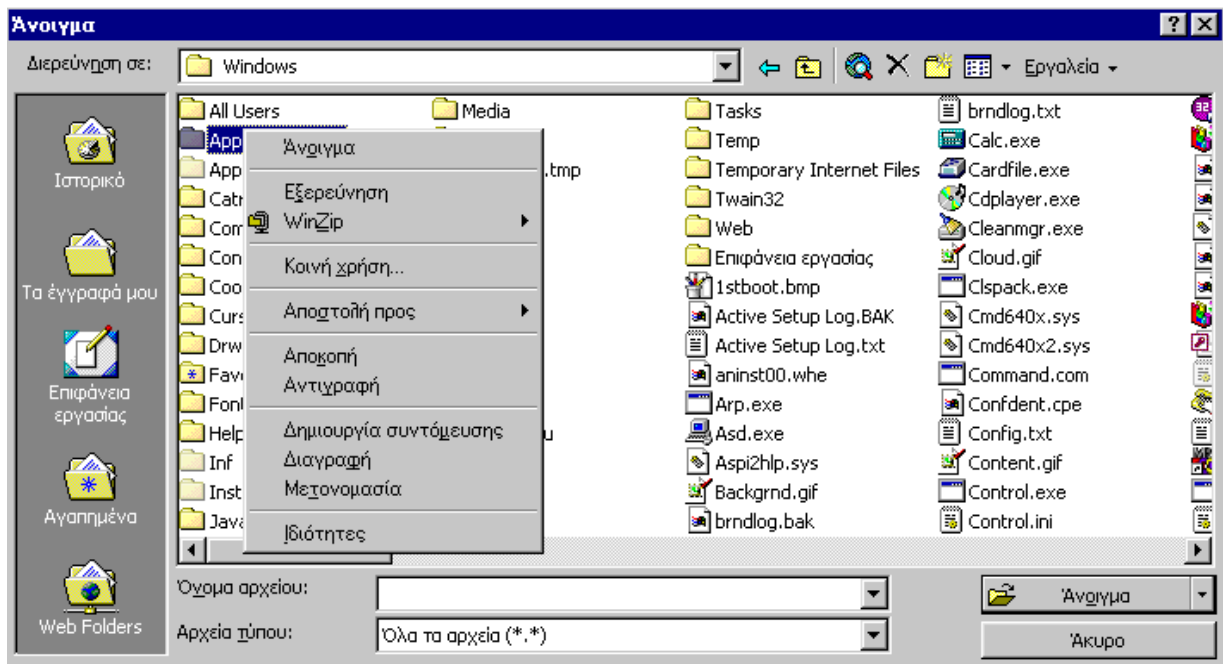 Άνοιγμα
Διερεύνηση σε:
Windows
Εργαλεία
Ιστορικό
Τα έγγραφά μου
Επιφάνεια
εργασίας
Αγαπημένα
Web Folders
All Users
App
App
Cat
Con
Coo
Curs
Drw
Help
Inf
Inst
Java
Άνοιγμα
Εξερεύνηση
WinZip
Κοινή χρήση...
Αποστολή προς
Αποκοπή
Αντιγραφή
Δημιουργία συντόμευσης
Διαγραφή
Μετονομασία
Ιδιότητες
Media
.tmp
Tasks
Temp
Temporary Internet Files
Twain32
Web
Επιφάνεια εργασίας
1stboot.bmp
Active Setup Log.BAK
Active Setup Log.txt
aninst00.whe
Arp.exe
Asd.exe
Aspi2hlp.sys
Backgrnd.gif
brndlog.bak
brndlog.txt
Calc.exe
Cardfile.exe
Cdplayer.exe
Cleanmgr.exe
Cloud.gif
Clspack.exe
Cmd640x.sys
Cmd640x2.sys
Command.com
Confdent.cpe
Config.txt
Content.gif
Control.exe
Control.ini
Όνομα αρχείου:
Άνοιγμα
Αρχεία τύπου:
Όλα τα αρχεία (*.*)
Άκυρο